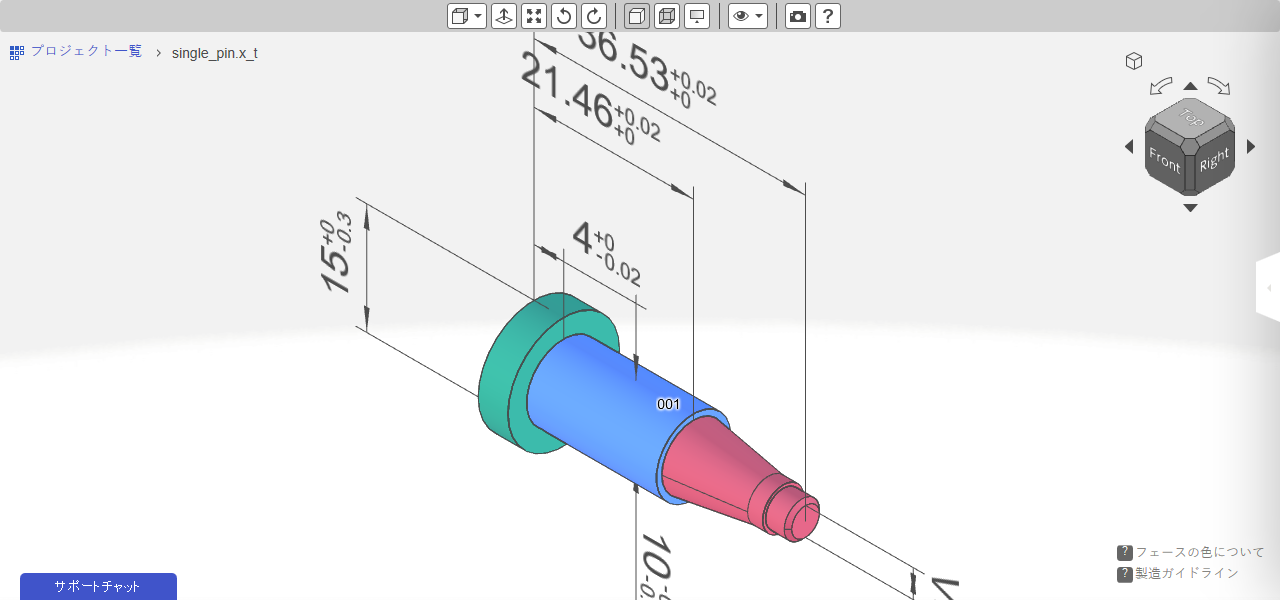 ?
プロジェクト一覧 › single_pin.x_t
36.53 +0.02 +0
21.46 +0.02 +0
4 +0 -0.02
15 +0 -0.3
Top
Front
Right
001
10
?フェースの色について
?製造ガイドライン
サポートチャット